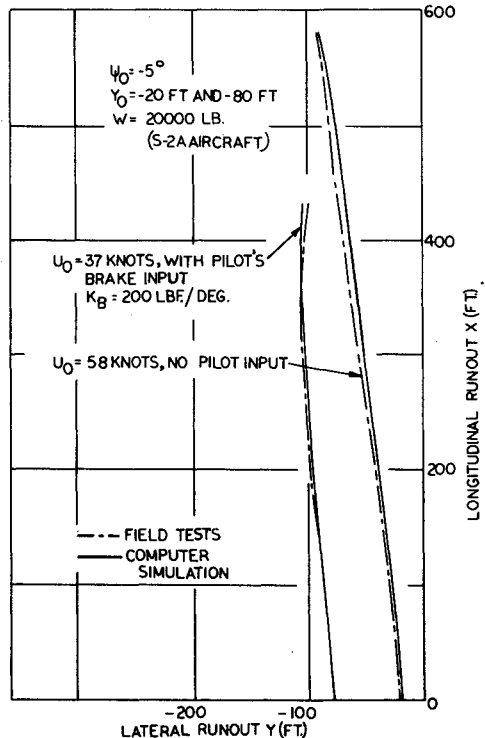 600
ψ₀=-5°
Y₀=-20 FT AND -80 FT
W = 20000 LB.
(S-2A AIRCRAFT)
400
U₀=37 KNOTS, WITH PILOT'S
BRAKE INPUT
K_B = 200 LBF./DEG.
U₀=58 KNOTS, NO PILOT INPUT
LONGITUDINAL RUNOUT X (FT.)
200
FIELD TESTS
COMPUTER
SIMULATION
0
-200
-100
0
LATERAL RUNOUT Y (FT.)